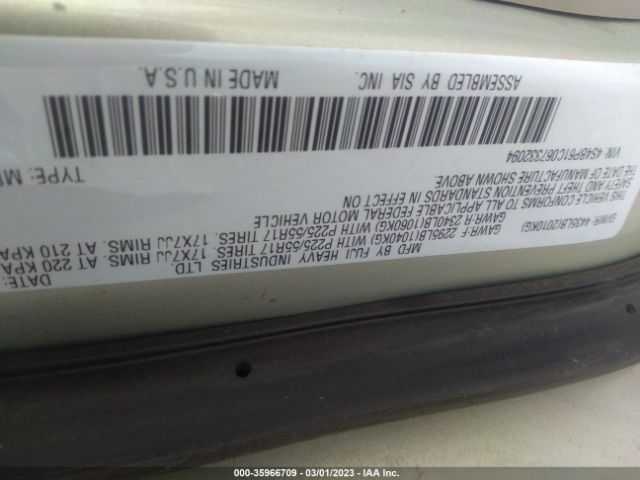 MFD BY FUJI HEAVY INDUSTRIES LTD DATE:
GAWR-F 2295LB(1040KG) WITH P225/55R17 TIRES. 17X7JJ RIMS. AT 220 KPA
GVWR- 4435LB(2010KG) GAWR-R-2340LB(1060KG) WITH P225/55R17 TIRES. 17X7JJ RIMS. AT 210 KPA
THIS VEHICLE CONFORMS TO ALL APPLICABLE FEDERAL MOTOR VEHICLE
SAFETY AND THEFT PREVENTION STANDARDS IN EFFECT ON
THE DATE OF MANUFACTURE SHOWN ABOVE.
VIN- 4S4BP61C067332094 TYPE:
ASSEMBLED BY SIA INC. MADE IN U.S.A.
000-35966709 - 03/01/2023 - IAA Inc.